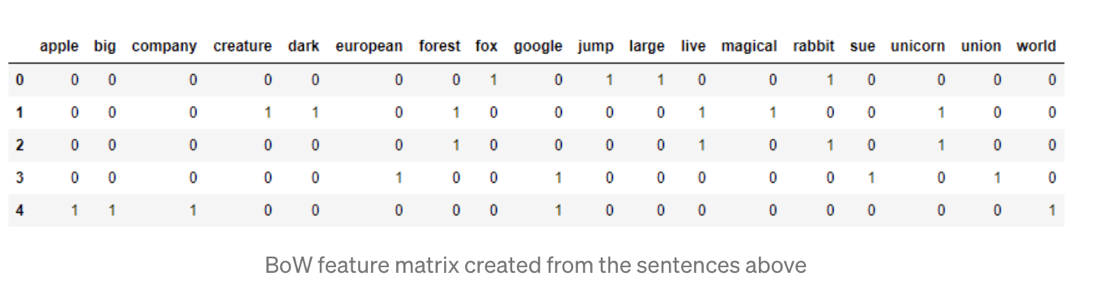 apple big company creature dark european forest fox google jump large live magical rabbit sue unicorn union world
0 0 0 0 0 0 0 0 1 0 1 1 0 0 1 0 0 0 0
1 0 0 0 1 1 0 1 0 0 0 0 1 1 0 0 1 0 0
2 0 0 0 0 0 0 1 0 0 0 0 1 0 1 0 1 0 0
3 0 0 0 0 0 1 0 0 1 0 0 0 0 0 1 0 1 0
4 1 1 1 0 0 0 0 0 1 0 0 0 0 0 0 0 0 1
BoW feature matrix created from the sentences above